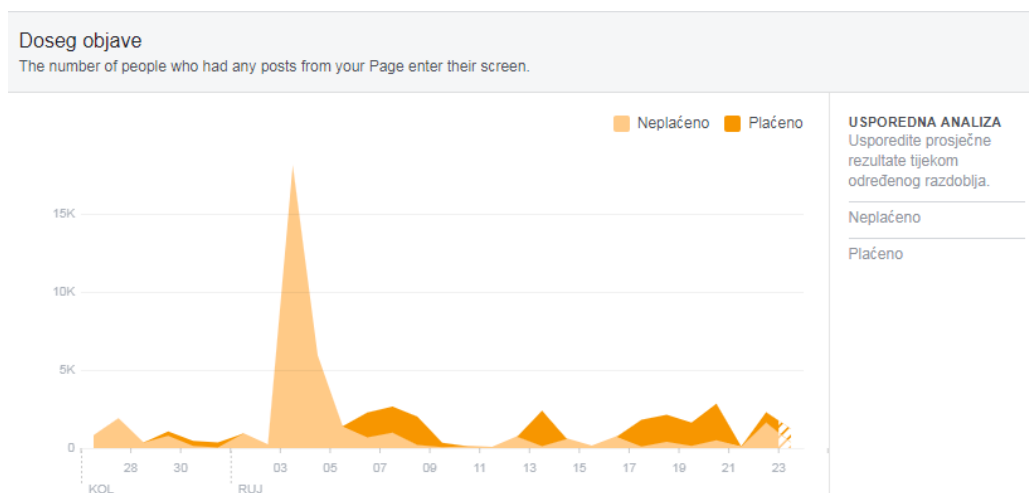 Doseg objave
The number of people who had any posts from your Page enter their screen.
Neplaćeno Plaćeno
USPOREDNA ANALIZA
Usporedite prosječne
rezultate tijekom
određenog razdoblja.
Neplaćeno
Plaćeno
15K
10K
5K
0
28 30 03 05 07 09 11 13 15 17 19 21 23
KOL RUJ